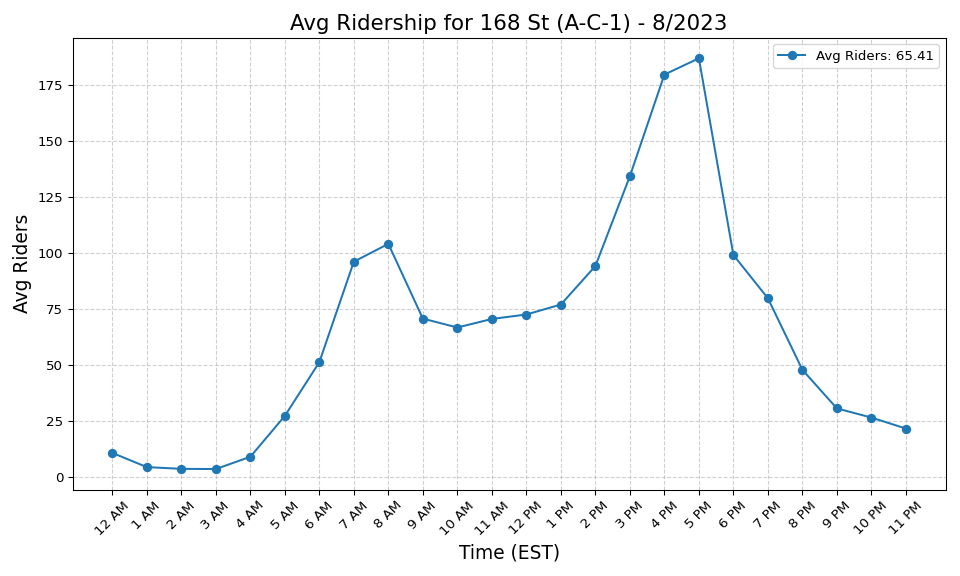 Avg Ridership for 168 St (A-C-1) - 8/2023
Avg Riders: 65.41
Avg Riders
175
150
125
100
75
50
25
0
12 AM
1 AM
2 AM
3 AM
4 AM
5 AM
6 AM
7 AM
8 AM
9 AM
10 AM
11 AM
12 PM
1 PM
2 PM
3 PM
4 PM
5 PM
6 PM
7 PM
8 PM
9 PM
10 PM
11 PM
Time (EST)